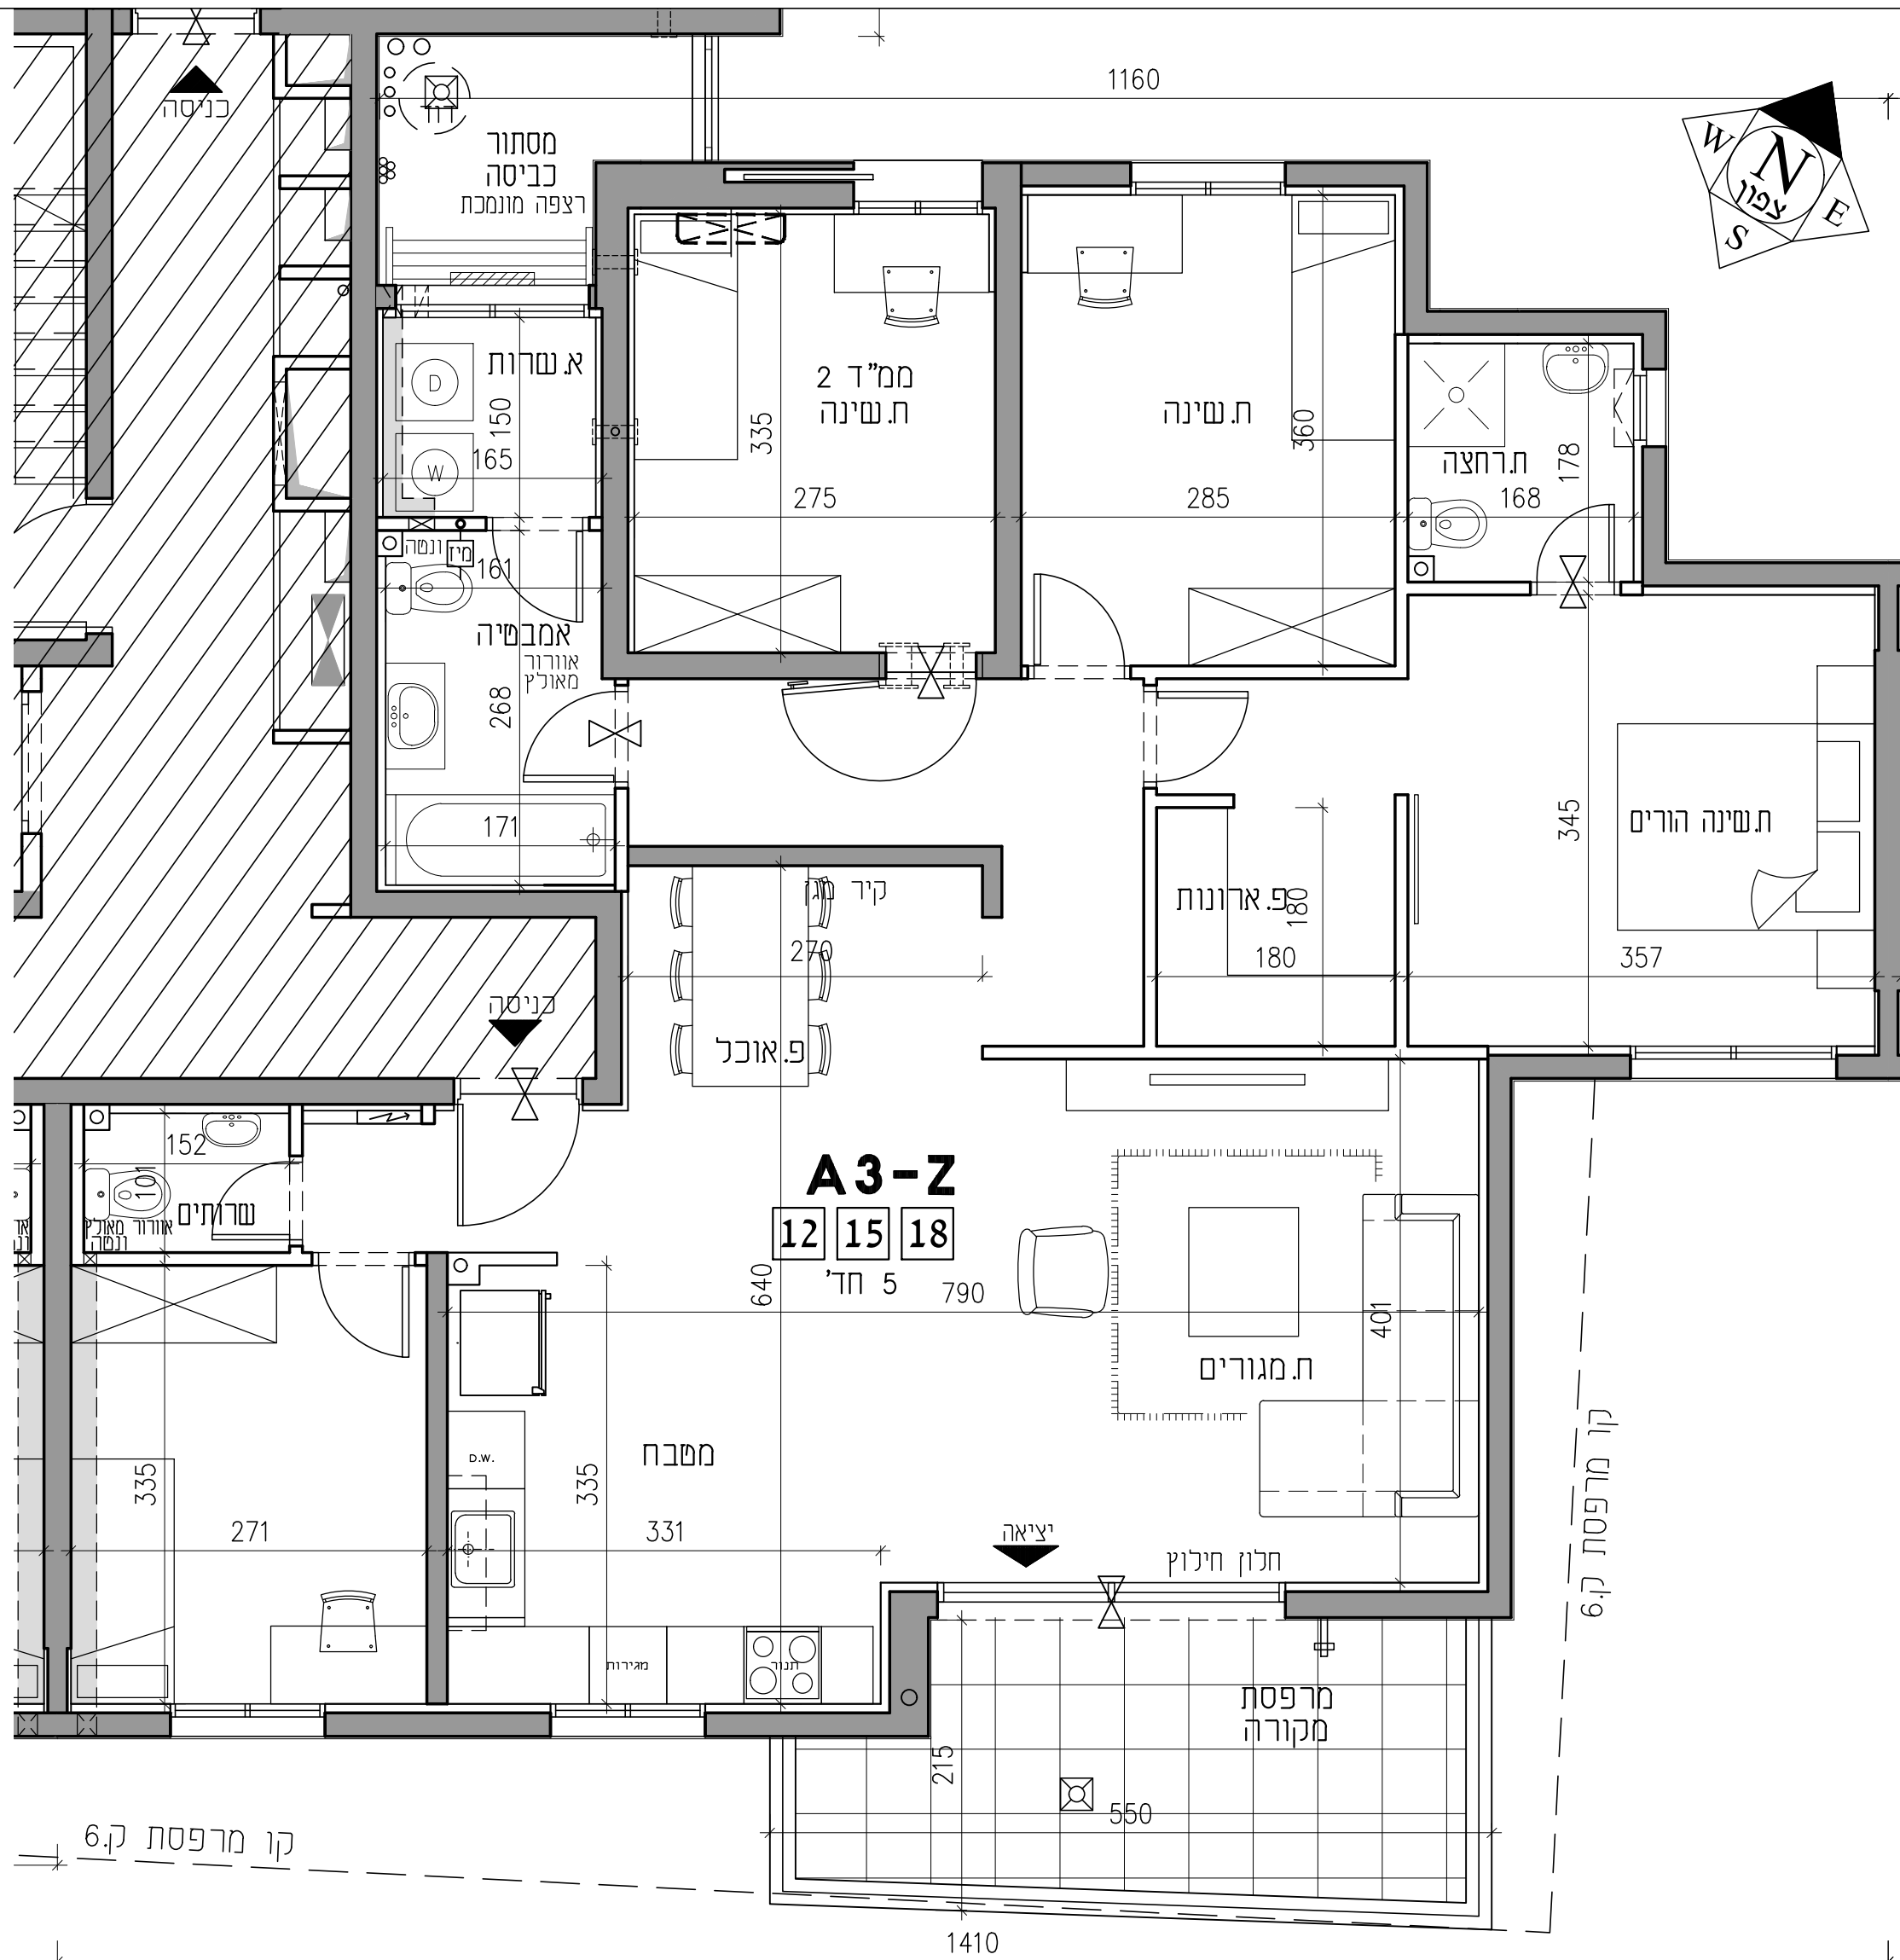 1160
כניסה
מסתור
כביסה
רצפה מונמכת
N
צפון
W
E
S
א.שרות
D
W
150
165
ממ"ד 2
ח.שינה
335
275
ח.שינה
360
285
ח.רחצה
178
168
ונטה
מיז
161
אמבטיה
אוורור
מאולץ
268
171
345
ח.שינה הורים
פ.ארונות
180
180
357
קיר מגן
270
פ.אוכל
כניסה
152
101
שרותים
אוורור מאולץ
ונטה
A3-Z
12 15 18
5 חד'
640
790
401
ח.מגורים
מטבח
D.W.
335
271
335
331
יציאה
חלון חילוץ
מגירות
תנור
מרפסת
מקורה
215
550
קו מרפסת ק.6
קו מרפסת ק.6
1410